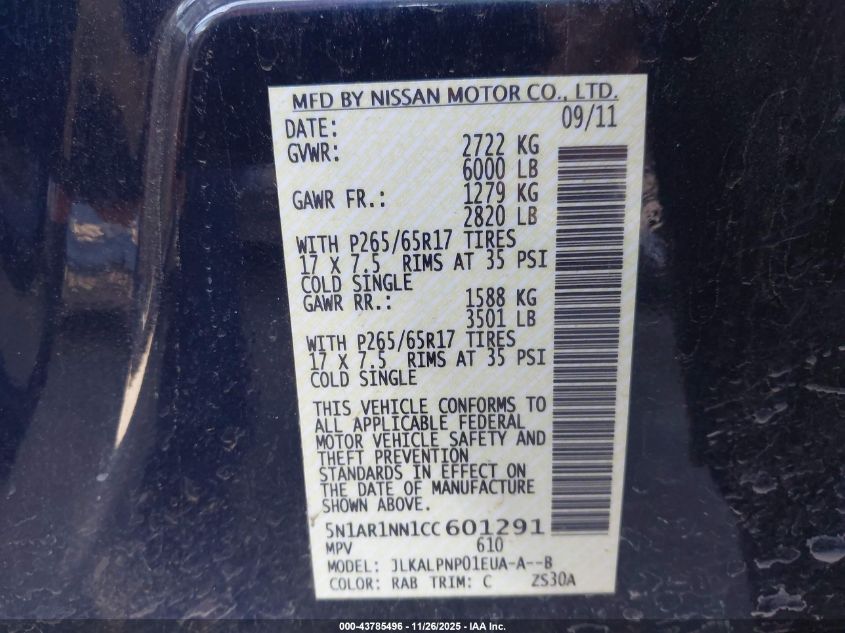 MFD BY NISSAN MOTOR CO., LTD.
DATE: 09/11
GVWR: 2722 KG
6000 LB
GAWR FR.: 1279 KG
2820 LB
WITH P265/65R17 TIRES
17 X 7.5 RIMS AT 35 PSI
COLD SINGLE
GAWR RR.: 1588 KG
3501 LB
WITH P265/65R17 TIRES
17 X 7.5 RIMS AT 35 PSI
COLD SINGLE
THIS VEHICLE CONFORMS TO
ALL APPLICABLE FEDERAL
MOTOR VEHICLE SAFETY AND
THEFT PREVENTION
STANDARDS IN EFFECT ON
THE DATE OF MANUFACTURE
SHOWN ABOVE.
5N1AR1NN1CC601291
MPV 610
MODEL: JLKALPNP01EUA-A--B
COLOR: RAB TRIM: C ZS30A
000-43785496 - 11/26/2025 - IAA Inc.